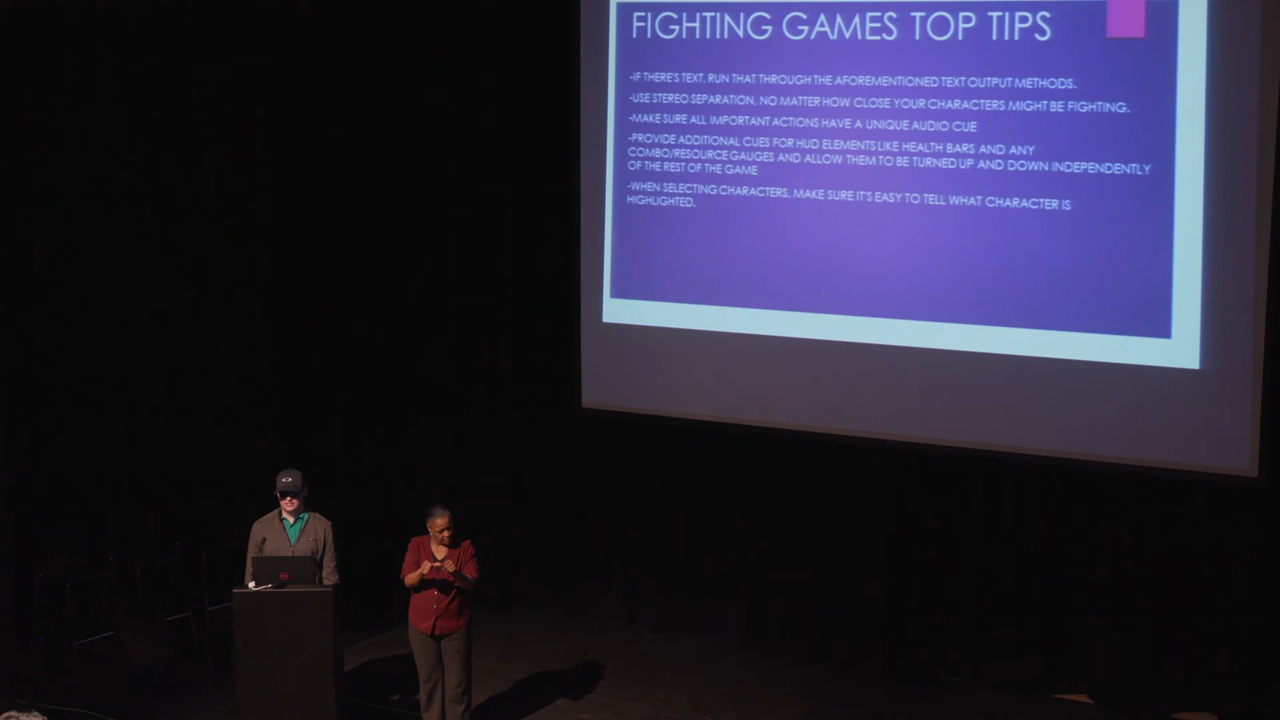 FIGHTING GAMES TOP TIPS
-IF THERE'S TEXT, RUN THAT THROUGH THE AFOREMENTIONED TEXT OUTPUT METHODS.
-USE STEREO SEPARATION, NO MATTER HOW CLOSE YOUR CHARACTERS MIGHT BE FIGHTING.
-MAKE SURE ALL IMPORTANT ACTIONS HAVE A UNIQUE AUDIO CUE
-PROVIDE ADDITIONAL CUES FOR HUD ELEMENTS LIKE HEALTH BARS AND ANY
COMBO/RESOURCE GAUGES AND ALLOW THEM TO BE TURNED UP AND DOWN INDEPENDENTLY
OF THE REST OF THE GAME
-WHEN SELECTING CHARACTERS, MAKE SURE IT'S EASY TO TELL WHAT CHARACTER IS
HIGHLIGHTED.